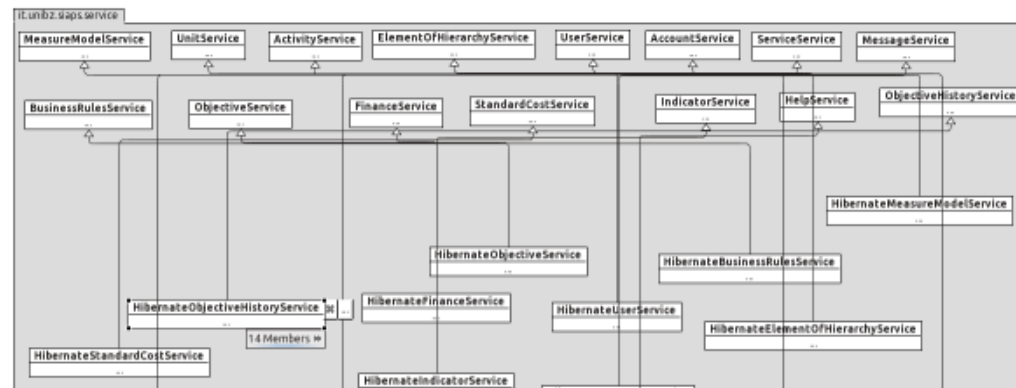 it.unibz.siaps.service
MeasureModelService
UnitService
ActivityService
ElementOfHierarchyService
UserService
AccountService
ServiceService
MessageService
BusinessRulesService
ObjectiveService
FinanceService
StandardCostService
IndicatorService
HelpService
ObjectiveHistoryService
HibernateMeasureModelService
HibernateObjectiveService
HibernateBusinessRulesService
HibernateObjectiveHistoryService
...
HibernateFinanceService
HibernateUserService
HibernateElementOfHierarchyService
14 Members »
HibernateStandardCostService
HibernateIndicatorService